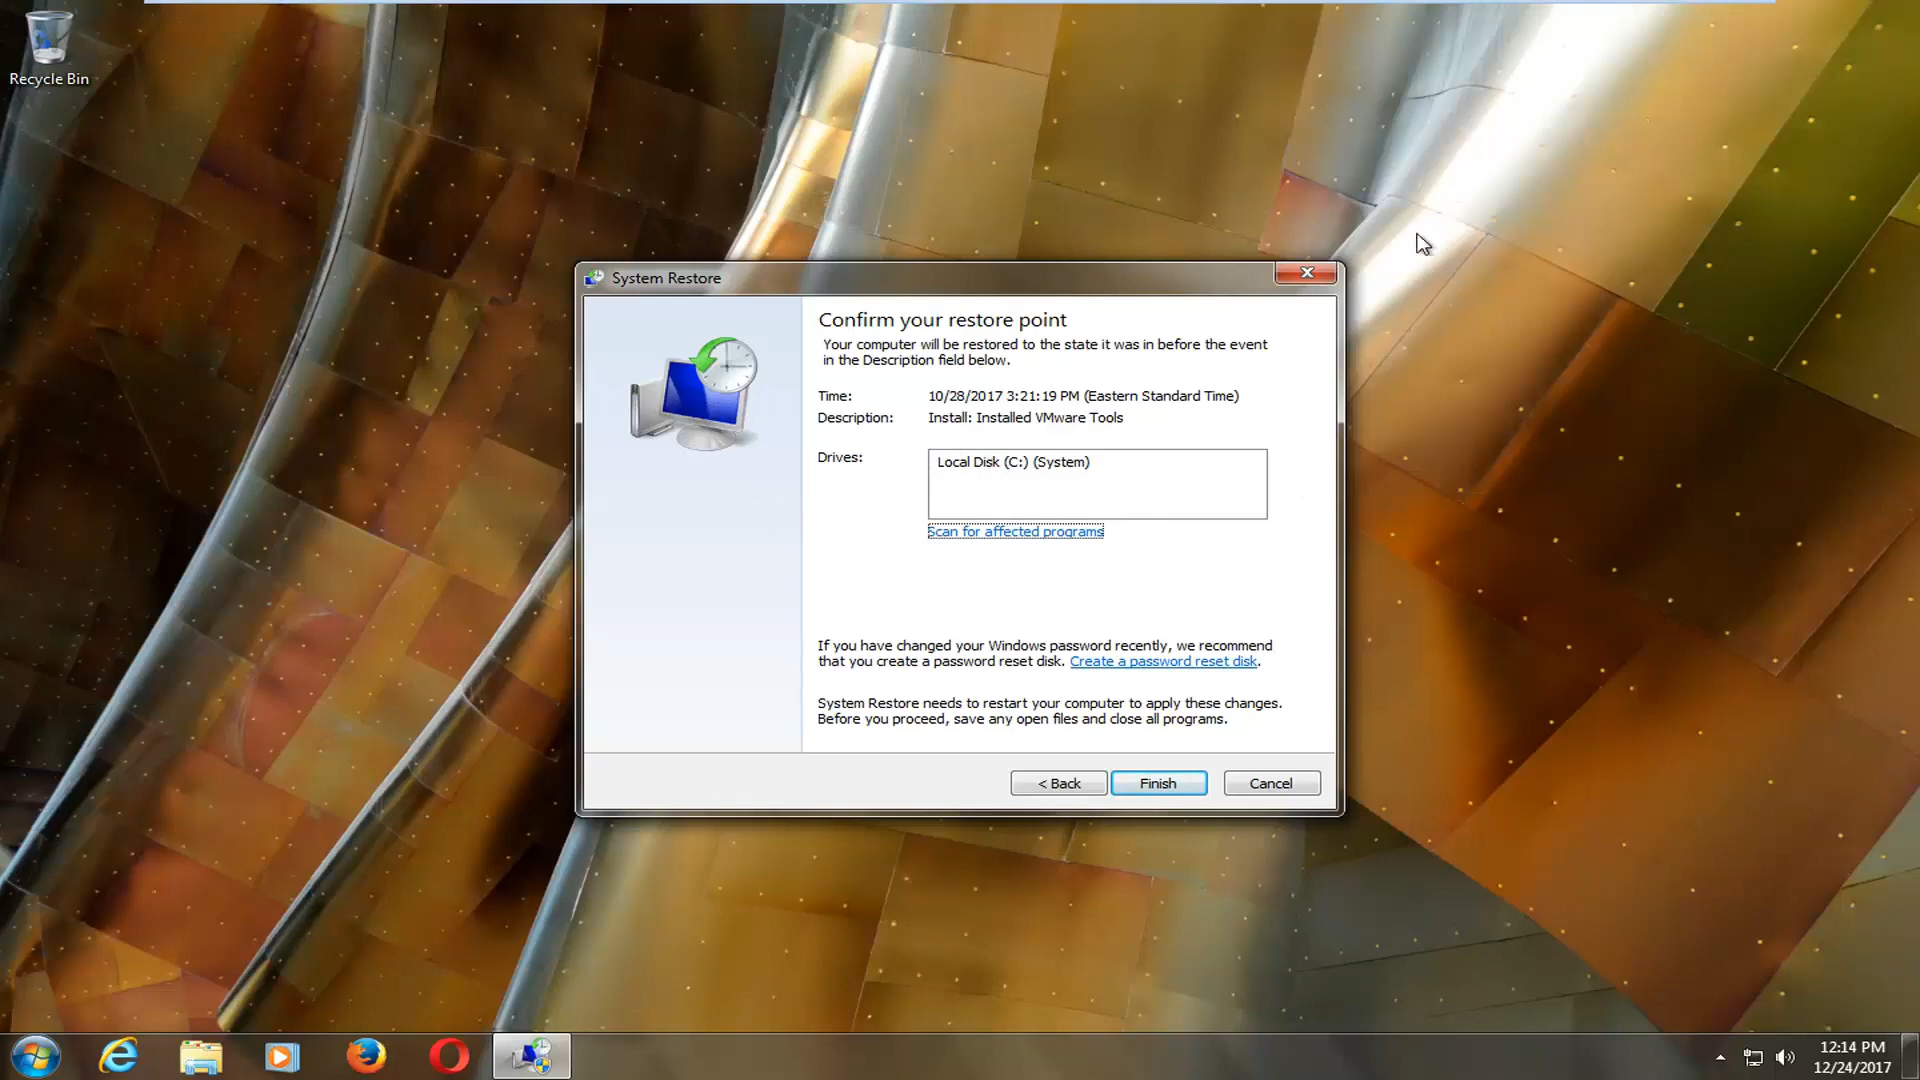 Recycle Bin
System Restore
Confirm your restore point
Your computer will be restored to the state it was in before the event
in the Description field below.
Time: 10/28/2017 3:21:19 PM (Eastern Standard Time)
Description: Install: Installed VMware Tools
Drives: Local Disk (C:) (System)
Scan for affected programs
If you have changed your Windows password recently, we recommend
that you create a password reset disk. Create a password reset disk.
System Restore needs to restart your computer to apply these changes.
Before you proceed, save any open files and close all programs.
< Back Finish Cancel
12:14 PM
12/24/2017